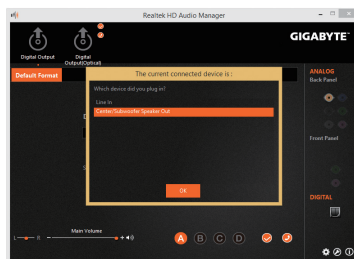 Realtek HD Audio Manager
GIGABYTE™
Digital Output
Digital
Output(Optical)
Default Format
The current connected device is :
Which device did you plug in?
Line In
Center/Subwoofer Speaker Out
OK
ANALOG
Back Panel
Front Panel
DIGITAL
Main Volume
L
R
A
B
C
D